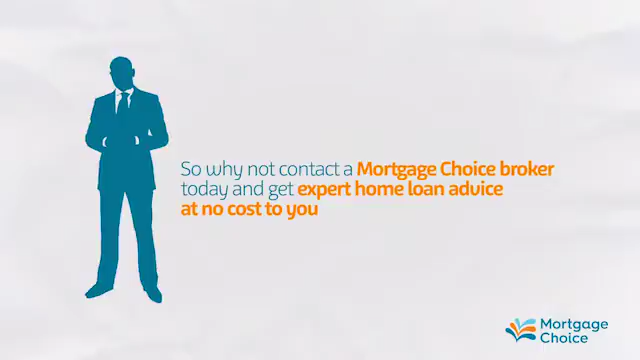 So why not contact a Mortgage Choice broker
today and get expert home loan advice
at no cost to you
Mortgage
Choice